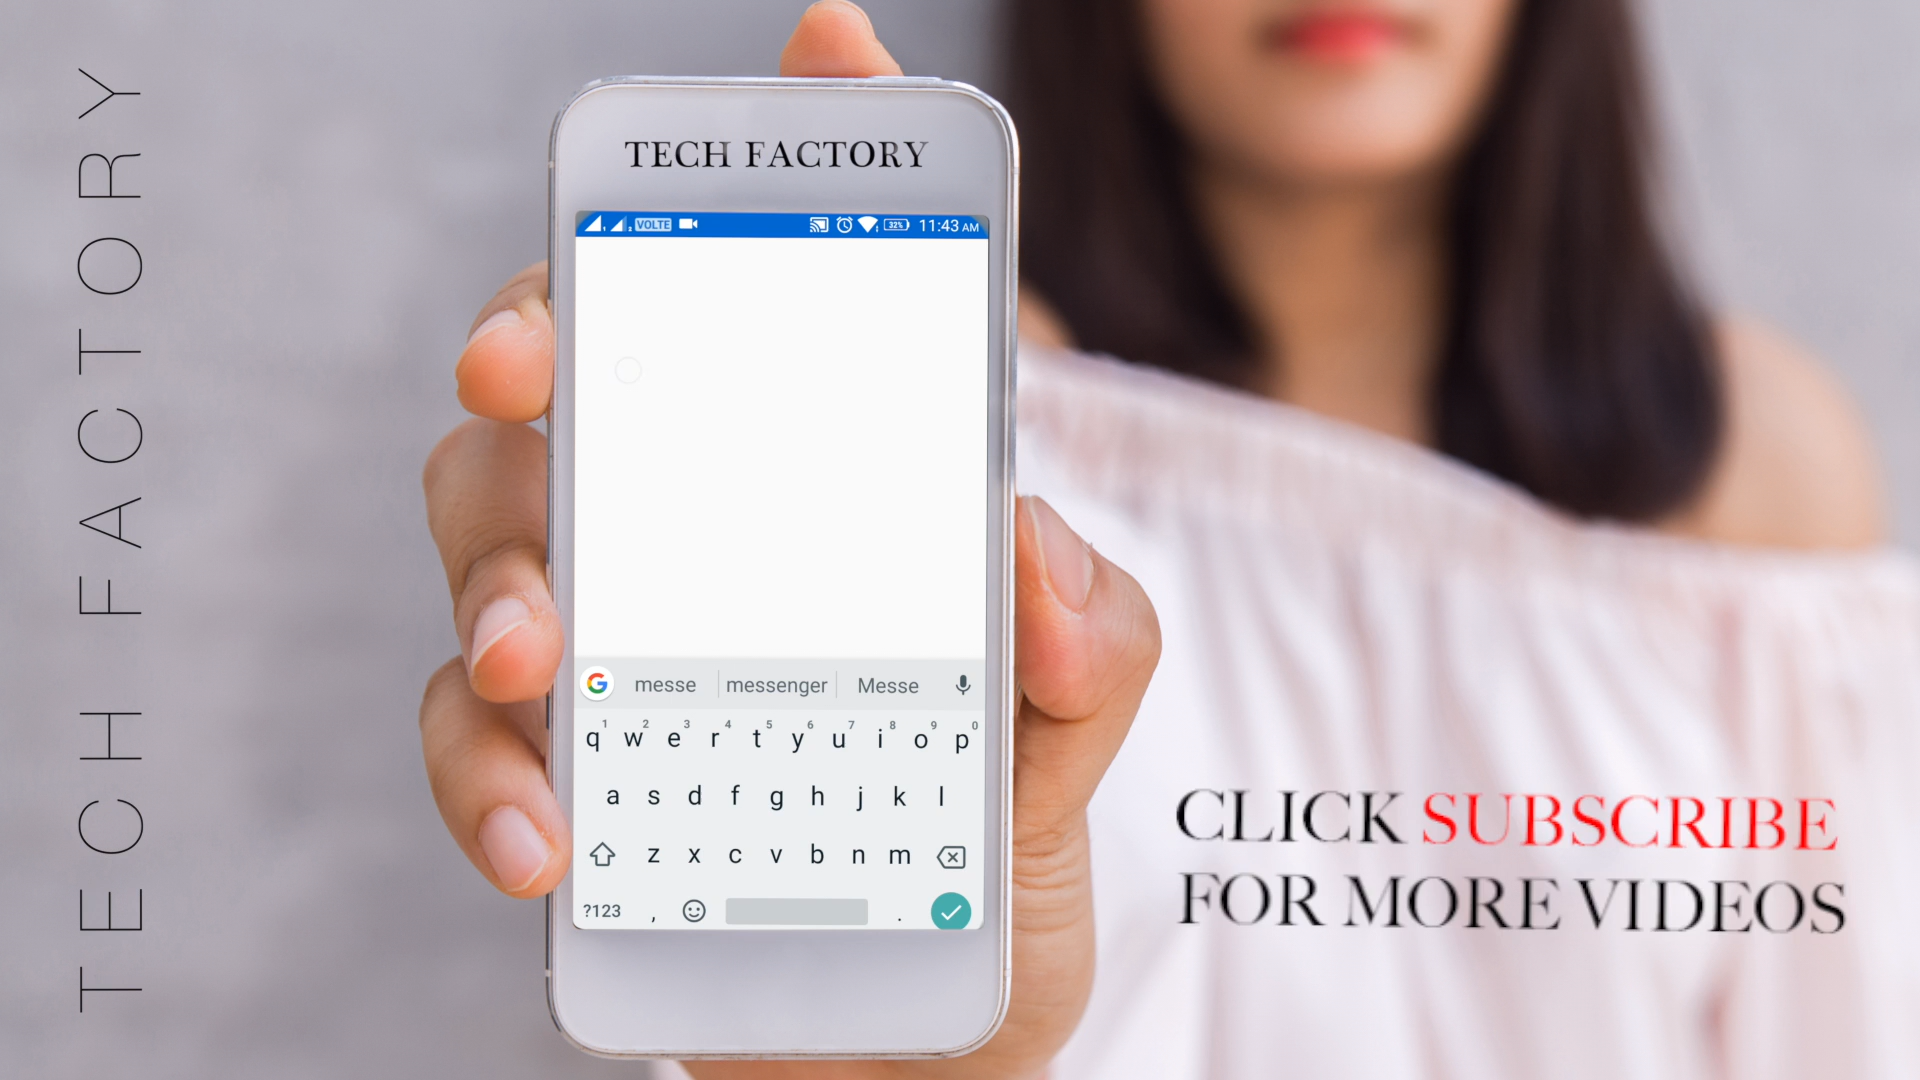 TECH FACTORY
TECH FACTORY
VOLTE 32% 11:43 AM
messe messenger Messe
1 2 3 4 5 6 7 8 9 0
q w e r t y u i o p
a s d f g h j k l
z x c v b n m
?123 , .
CLICK SUBSCRIBE
FOR MORE VIDEOS